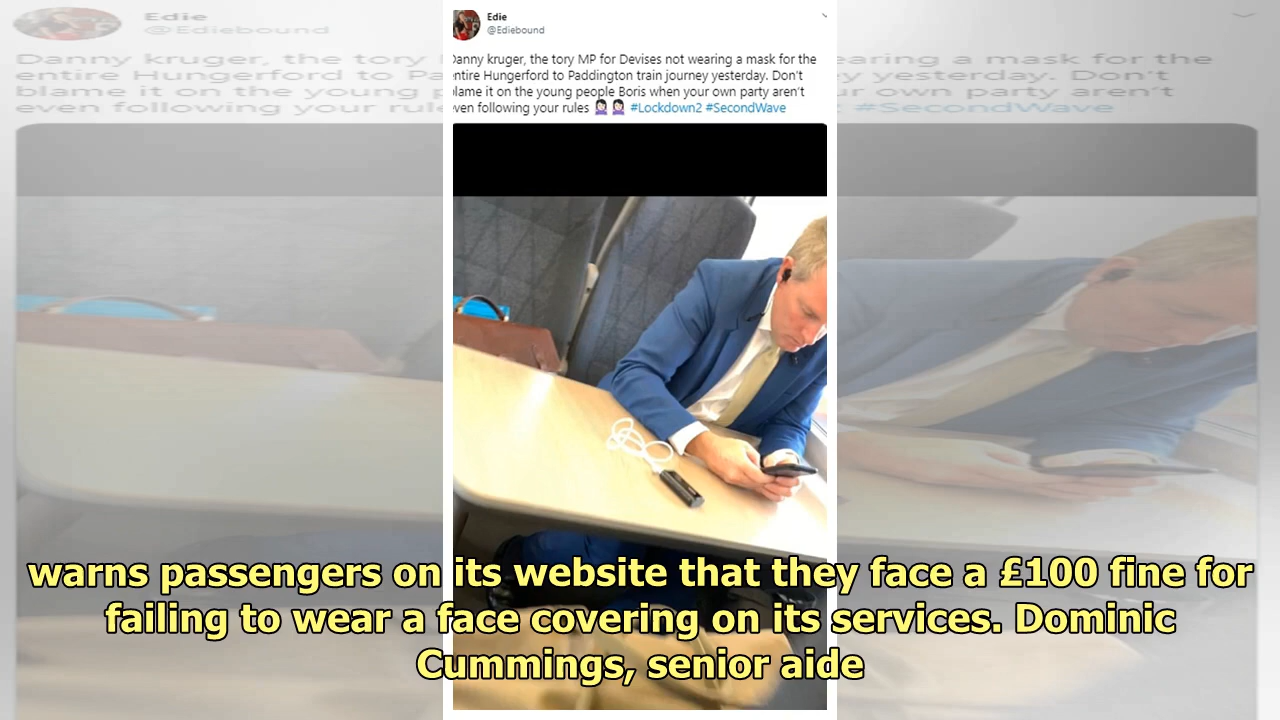 Edie
@Ediebound
Danny kruger, the tory MP for Devises not wearing a mask for the
entire Hungerford to Paddington train journey yesterday. Don't
blame it on the young people Boris when your own party aren't
even following your rules 🤦🏻‍♀️🤦🏻‍♀️ #Lockdown2 #SecondWave
warns passengers on its website that they face a £100 fine for
failing to wear a face covering on its services. Dominic
Cummings, senior aide